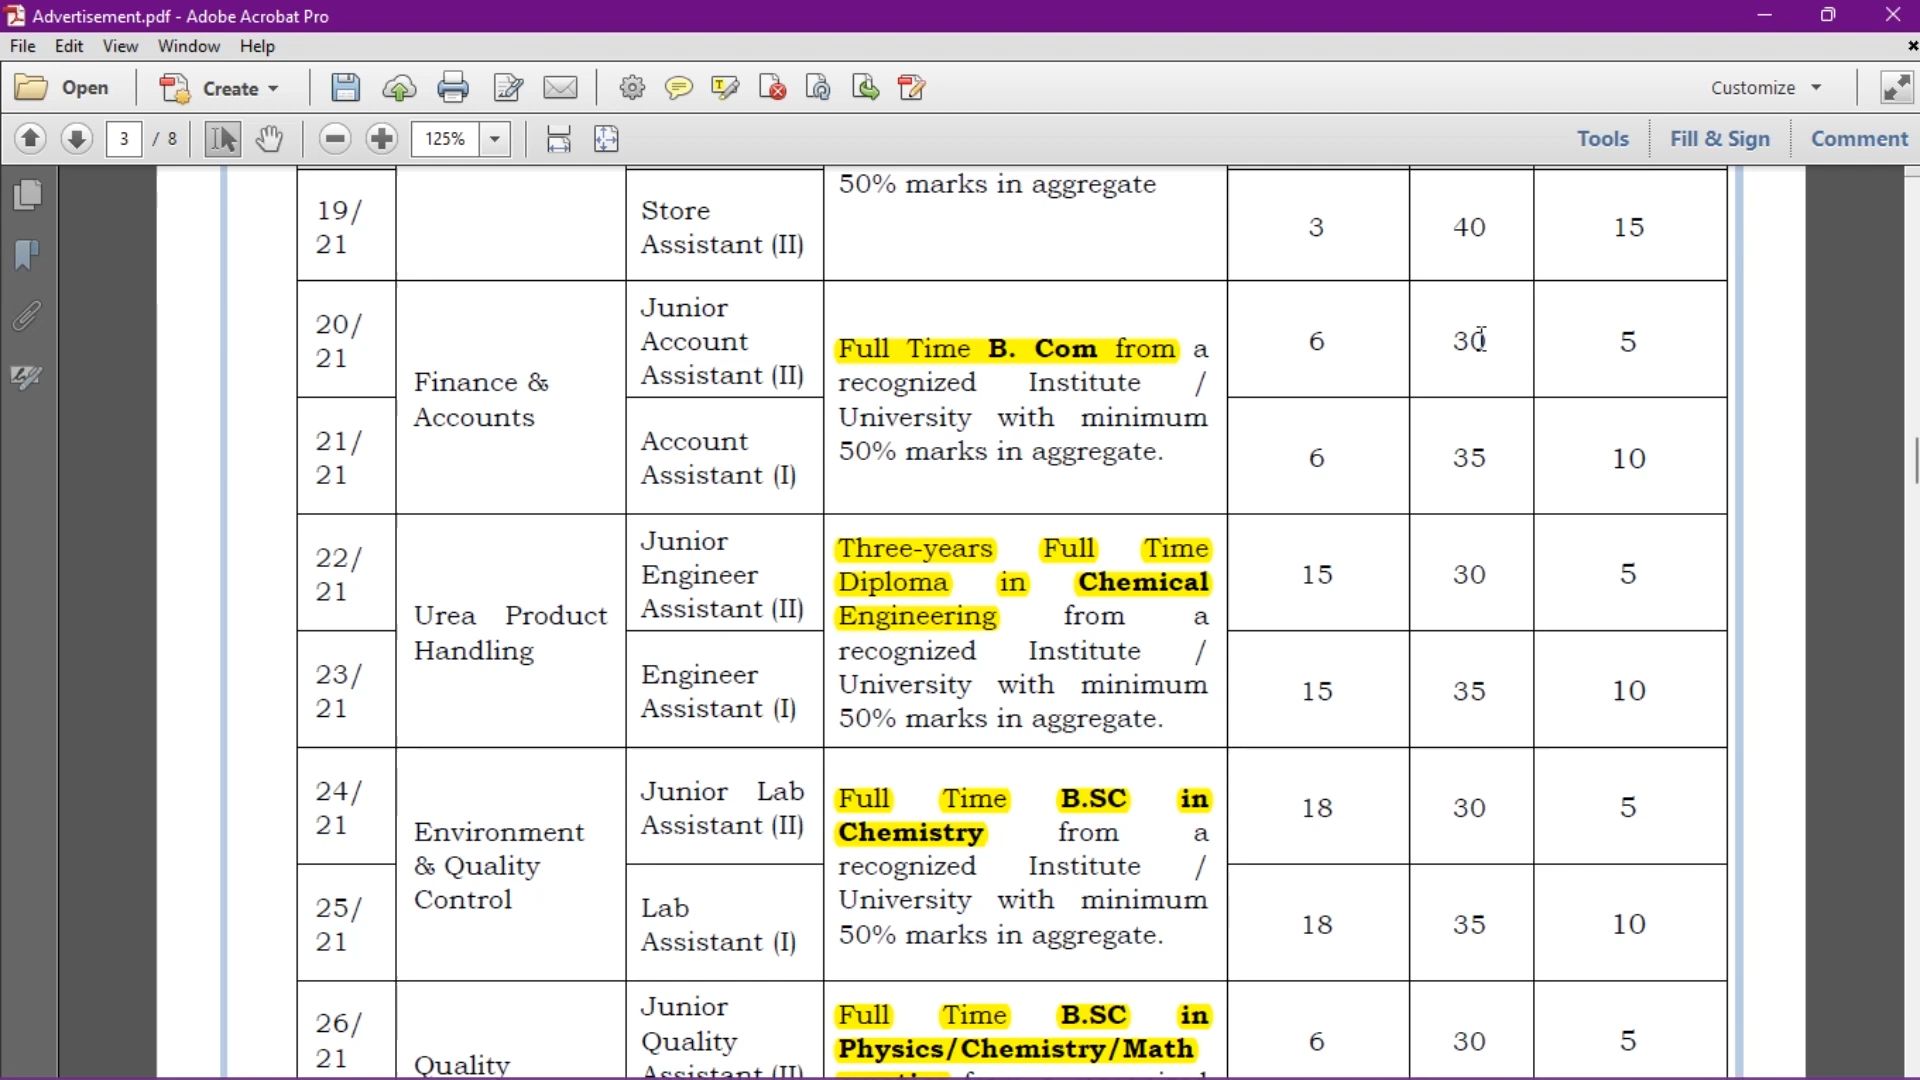 Advertisement.pdf - Adobe Acrobat Pro
File Edit View Window Help
Open Create Customize
3 / 8 125% Tools Fill & Sign Comment
50% marks in aggregate
19/
21
Store
Assistant (II)
3 40 15
20/
21
Finance &
Accounts
Junior
Account
Assistant (II)
Full Time B. Com from a
recognized Institute /
University with minimum
50% marks in aggregate.
6 30 5
21/
21
Account
Assistant (I)
6 35 10
22/
21
Urea Product
Handling
Junior
Engineer
Assistant (II)
Three-years Full Time
Diploma in Chemical
Engineering from a
recognized Institute /
University with minimum
50% marks in aggregate.
15 30 5
23/
21
Engineer
Assistant (I)
15 35 10
24/
21
Environment
& Quality
Control
Junior Lab
Assistant (II)
Full Time B.SC in
Chemistry from a
recognized Institute /
University with minimum
50% marks in aggregate.
18 30 5
25/
21
Lab
Assistant (I)
18 35 10
26/
21
Quality
Junior
Quality
Assistant (II)
Full Time B.SC in
Physics/Chemistry/Math
6 30 5